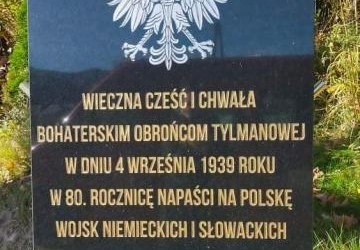 WIECZNA CZEŚĆ I CHWAŁA
BOHATERSKIM OBROŃCOM TYLMANOWEJ
W DNIU 4 WRZEŚNIA 1939 ROKU
W 80. ROCZNICĘ NAPAŚCI NA POLSKĘ
WOJSK NIEMIECKICH I SŁOWACKICH